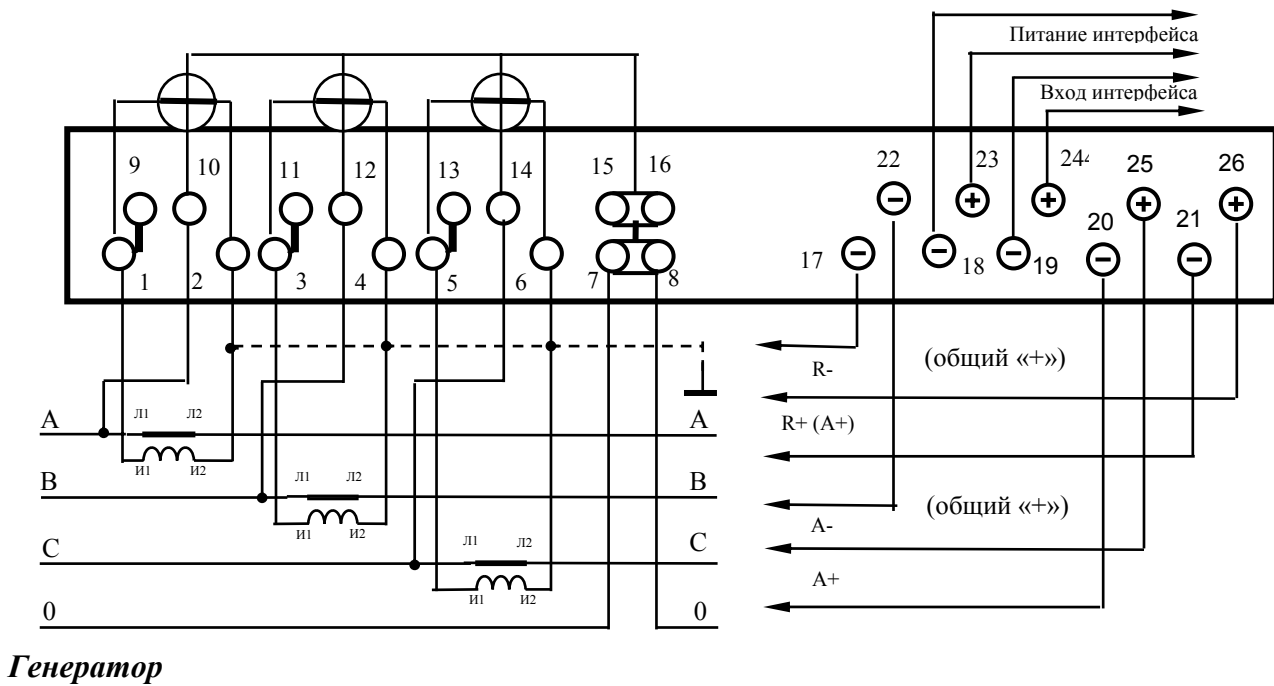 Питание интерфейса
Вход интерфейса
9 10 11 12 13 14 15 16 22 23 244 25 26
1 2 3 4 5 6 7 8 17 18 19 20 21
R-
(общий «+»)
A Л1 Л2 A
И1 И2
R+ (A+)
B Л1 Л2 B
И1 И2
A-
(общий «+»)
C Л1 Л2 C
И1 И2
A+
0 0
Генератор